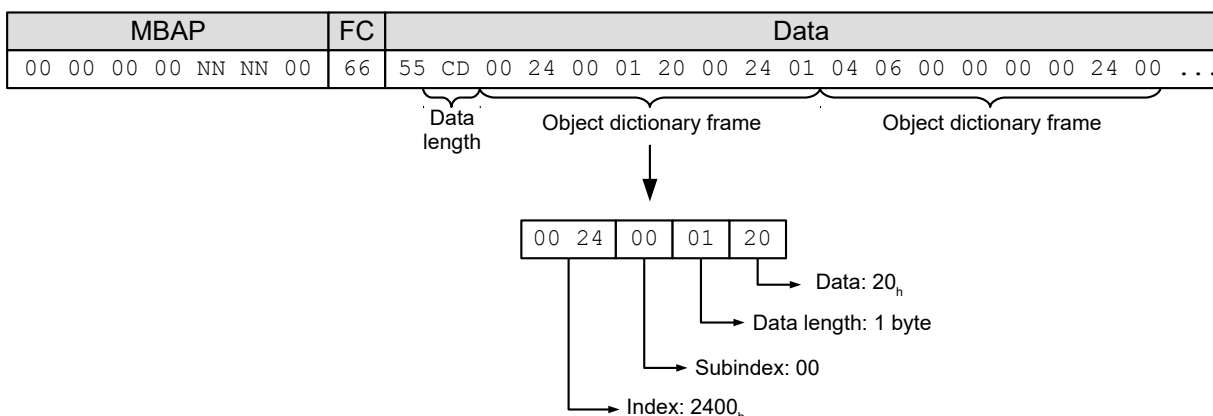 MBAP FC Data
00 00 00 00 NN NN 00 66 55 CD 00 24 00 01 20 00 24 01 04 06 00 00 00 00 24 00 ...
Data length Object dictionary frame Object dictionary frame
00 24 00 01 20
Data: 20h
Data length: 1 byte
Subindex: 00
Index: 2400h